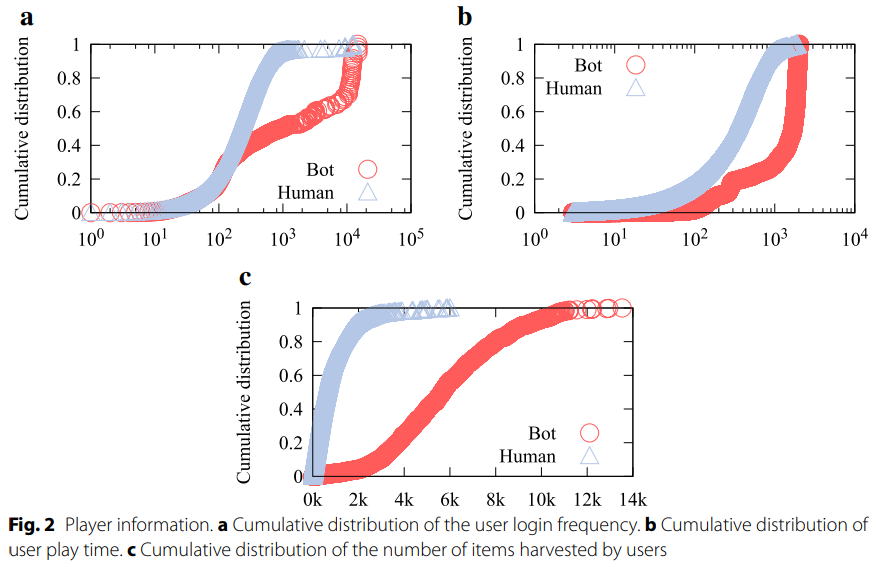 a
Cumulative distribution
1
0.8
0.6
0.4
0.2
0
10^0 10^1 10^2 10^3 10^4 10^5
Bot
Human
b
Cumulative distribution
1
0.8
0.6
0.4
0.2
0
10^0 10^1 10^2 10^3 10^4
Bot
Human
c
Cumulative distribution
1
0.8
0.6
0.4
0.2
0
0k 2k 4k 6k 8k 10k 12k 14k
Bot
Human
Fig. 2 Player information. a Cumulative distribution of the user login frequency. b Cumulative distribution of
user play time. c Cumulative distribution of the number of items harvested by users